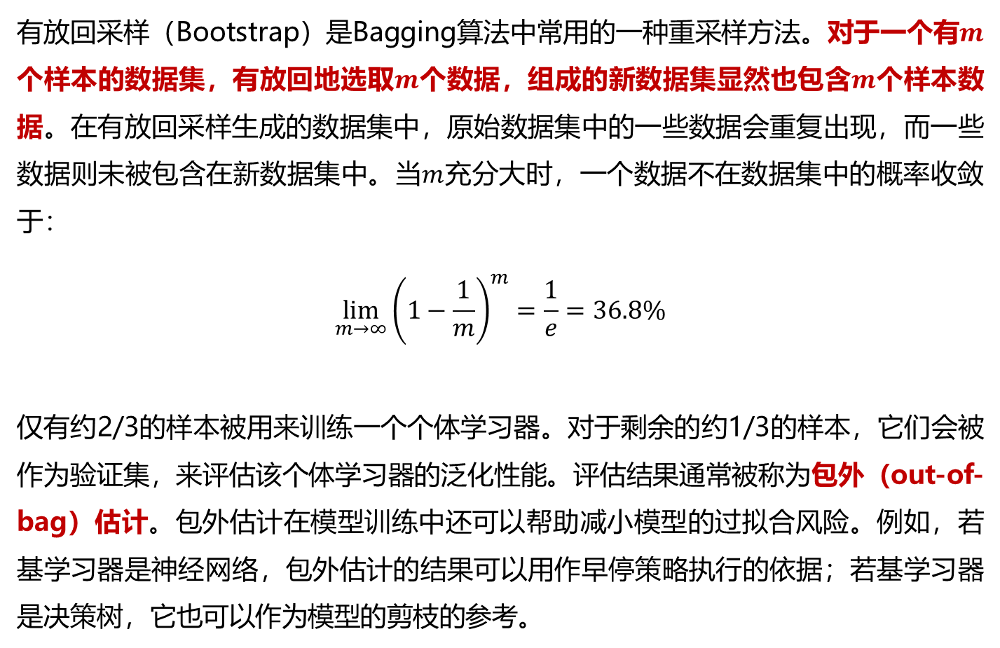 有放回采样（Bootstrap）是Bagging算法中常用的一种重采样方法。对于一个有𝑚
个样本的数据集，有放回地选取𝑚个数据，组成的新数据集显然也包含𝑚个样本数
据。在有放回采样生成的数据集中，原始数据集中的一些数据会重复出现，而一些
数据则未被包含在新数据集中。当𝑚充分大时，一个数据不在数据集中的概率收敛
于：
lim_{m→∞} (1 − 1/m)^m = 1/e = 36.8%
仅有约2/3的样本被用来训练一个个体学习器。对于剩余的约1/3的样本，它们会被
作为验证集，来评估该个体学习器的泛化性能。评估结果通常被称为包外（out-of-
bag）估计。包外估计在模型训练中还可以帮助减小模型的过拟合风险。例如，若
基学习器是神经网络，包外估计的结果可以用作早停策略执行的依据；若基学习器
是决策树，它也可以作为模型的剪枝的参考。